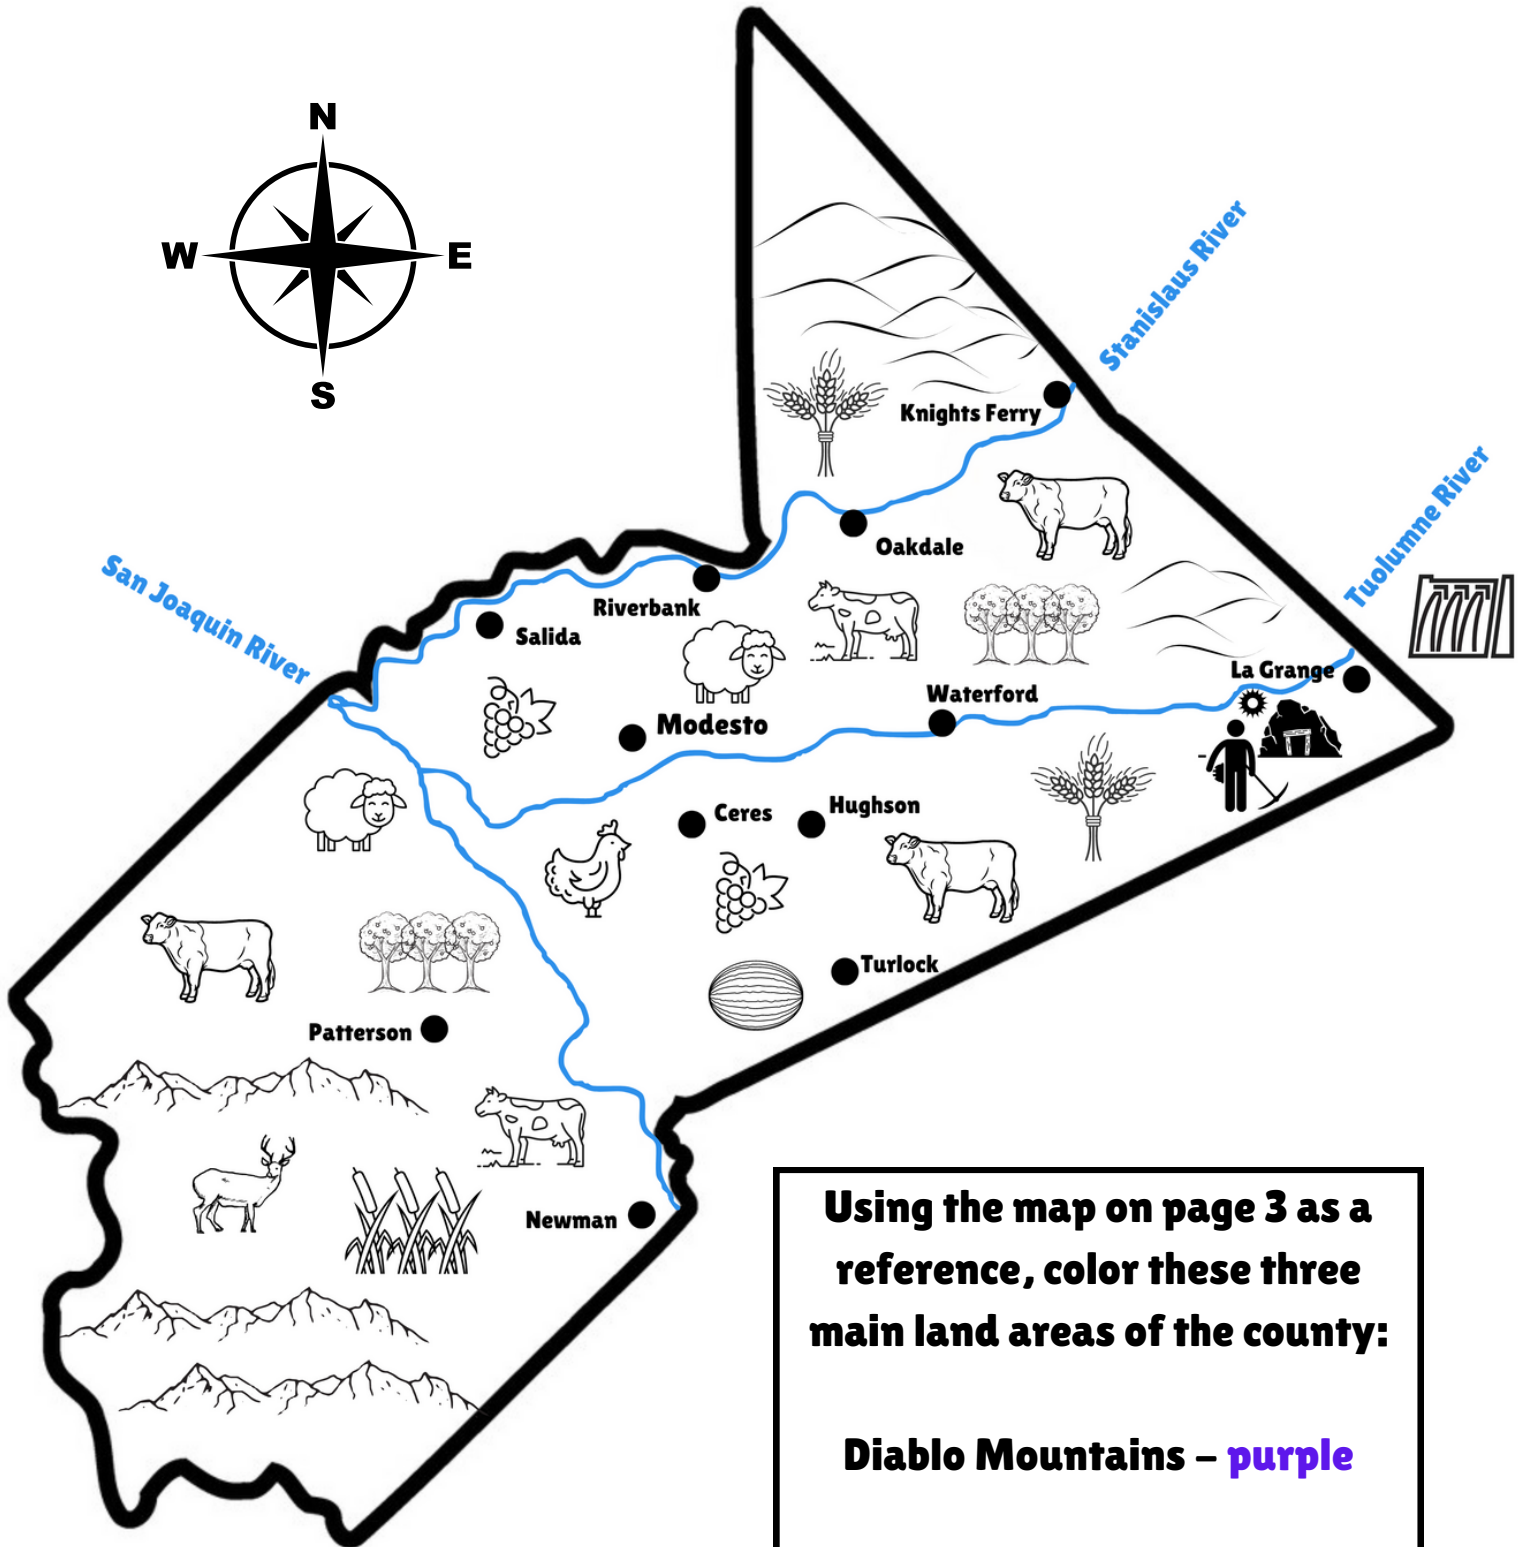 N
W
E
S
Stanislaus River
Knights Ferry
Tuolumne River
Oakdale
San Joaquin River
Riverbank
Salida
La Grange
Waterford
Modesto
Ceres
Hughson
Turlock
Patterson
Newman
Using the map on page 3 as a
reference, color these three
main land areas of the county:
Diablo Mountains – purple